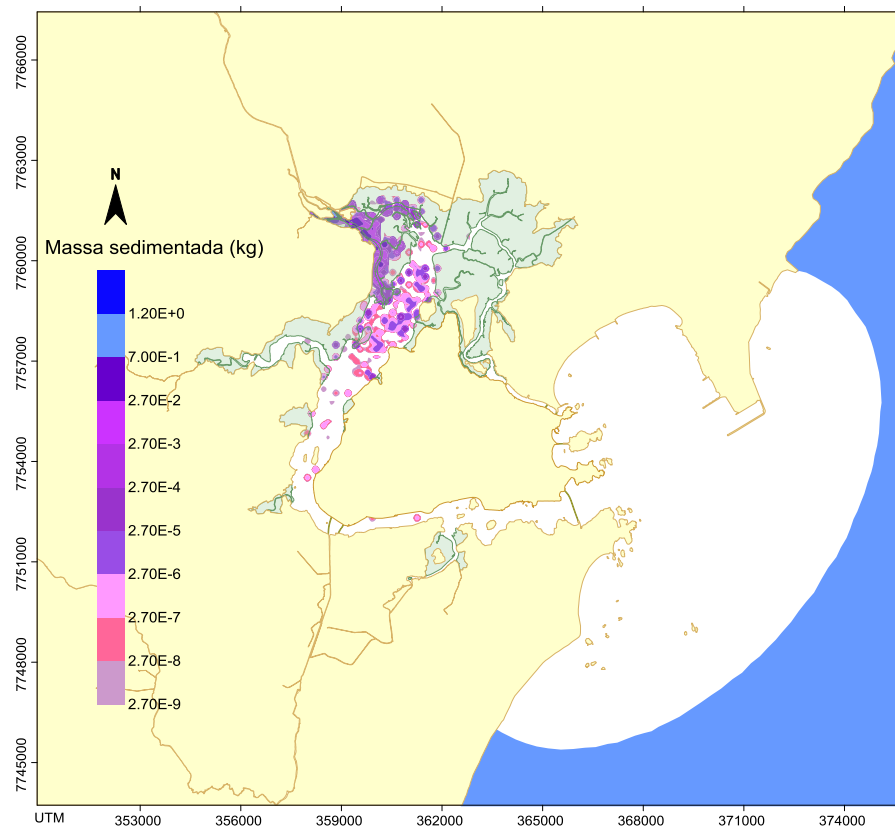 7766000
7763000
7760000
7757000
7754000
7751000
7748000
7745000
N
Massa sedimentada (kg)
1.20E+0
7.00E-1
2.70E-2
2.70E-3
2.70E-4
2.70E-5
2.70E-6
2.70E-7
2.70E-8
2.70E-9
UTM
353000
356000
359000
362000
365000
368000
371000
374000